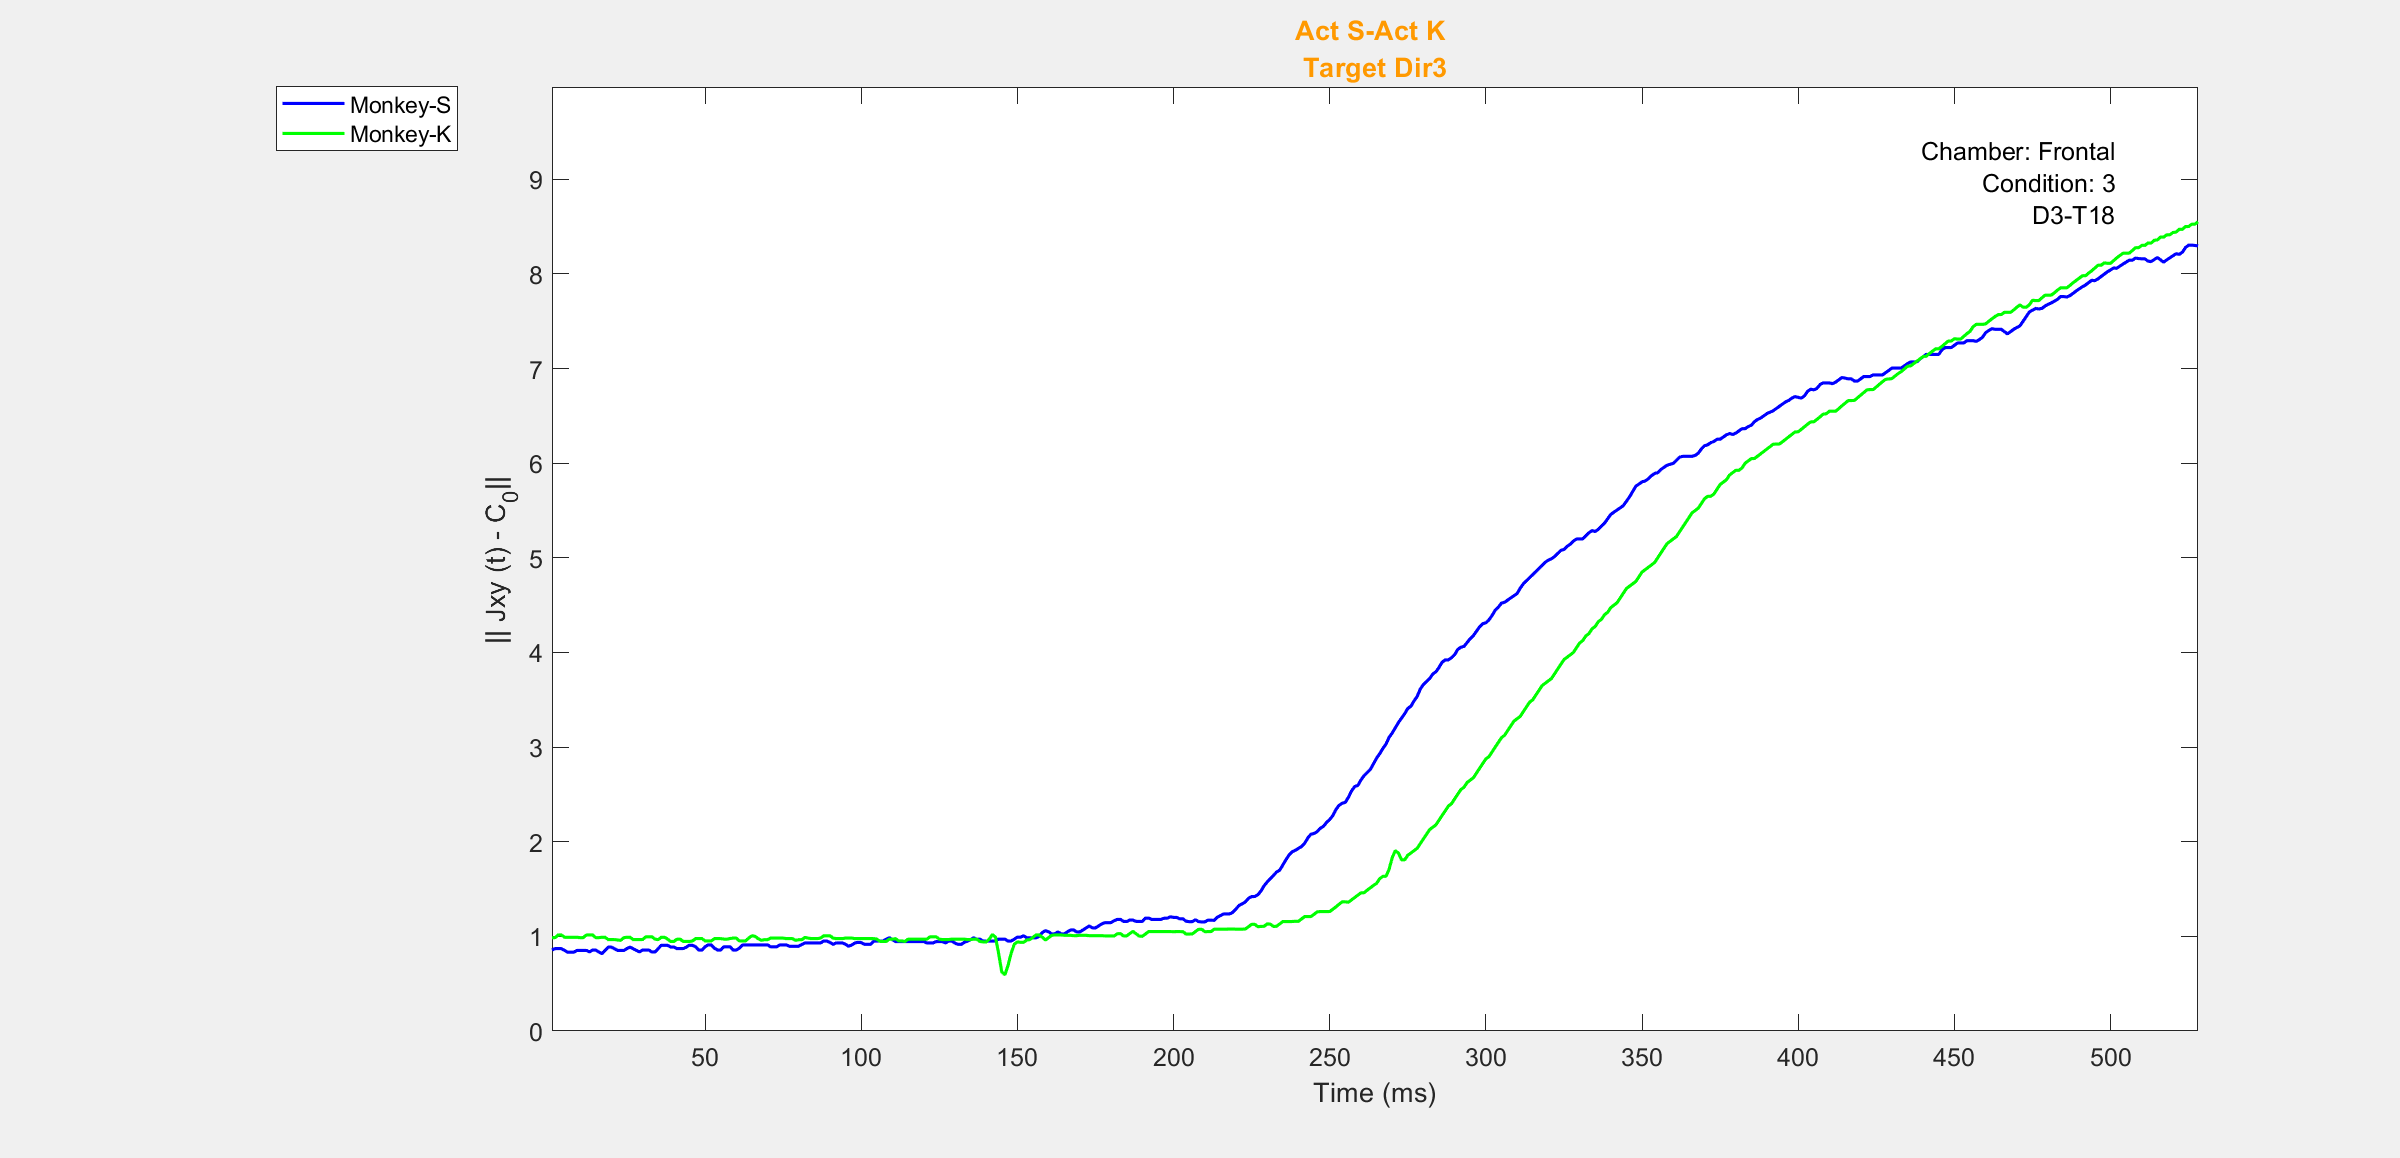 Act S-Act K
Target Dir3
Monkey-S
Monkey-K
Chamber: Frontal
Condition: 3
D3-T18
|| Jxy (t) - C0||
9
8
7
6
5
4
3
2
1
0
50 100 150 200 250 300 350 400 450 500
Time (ms)